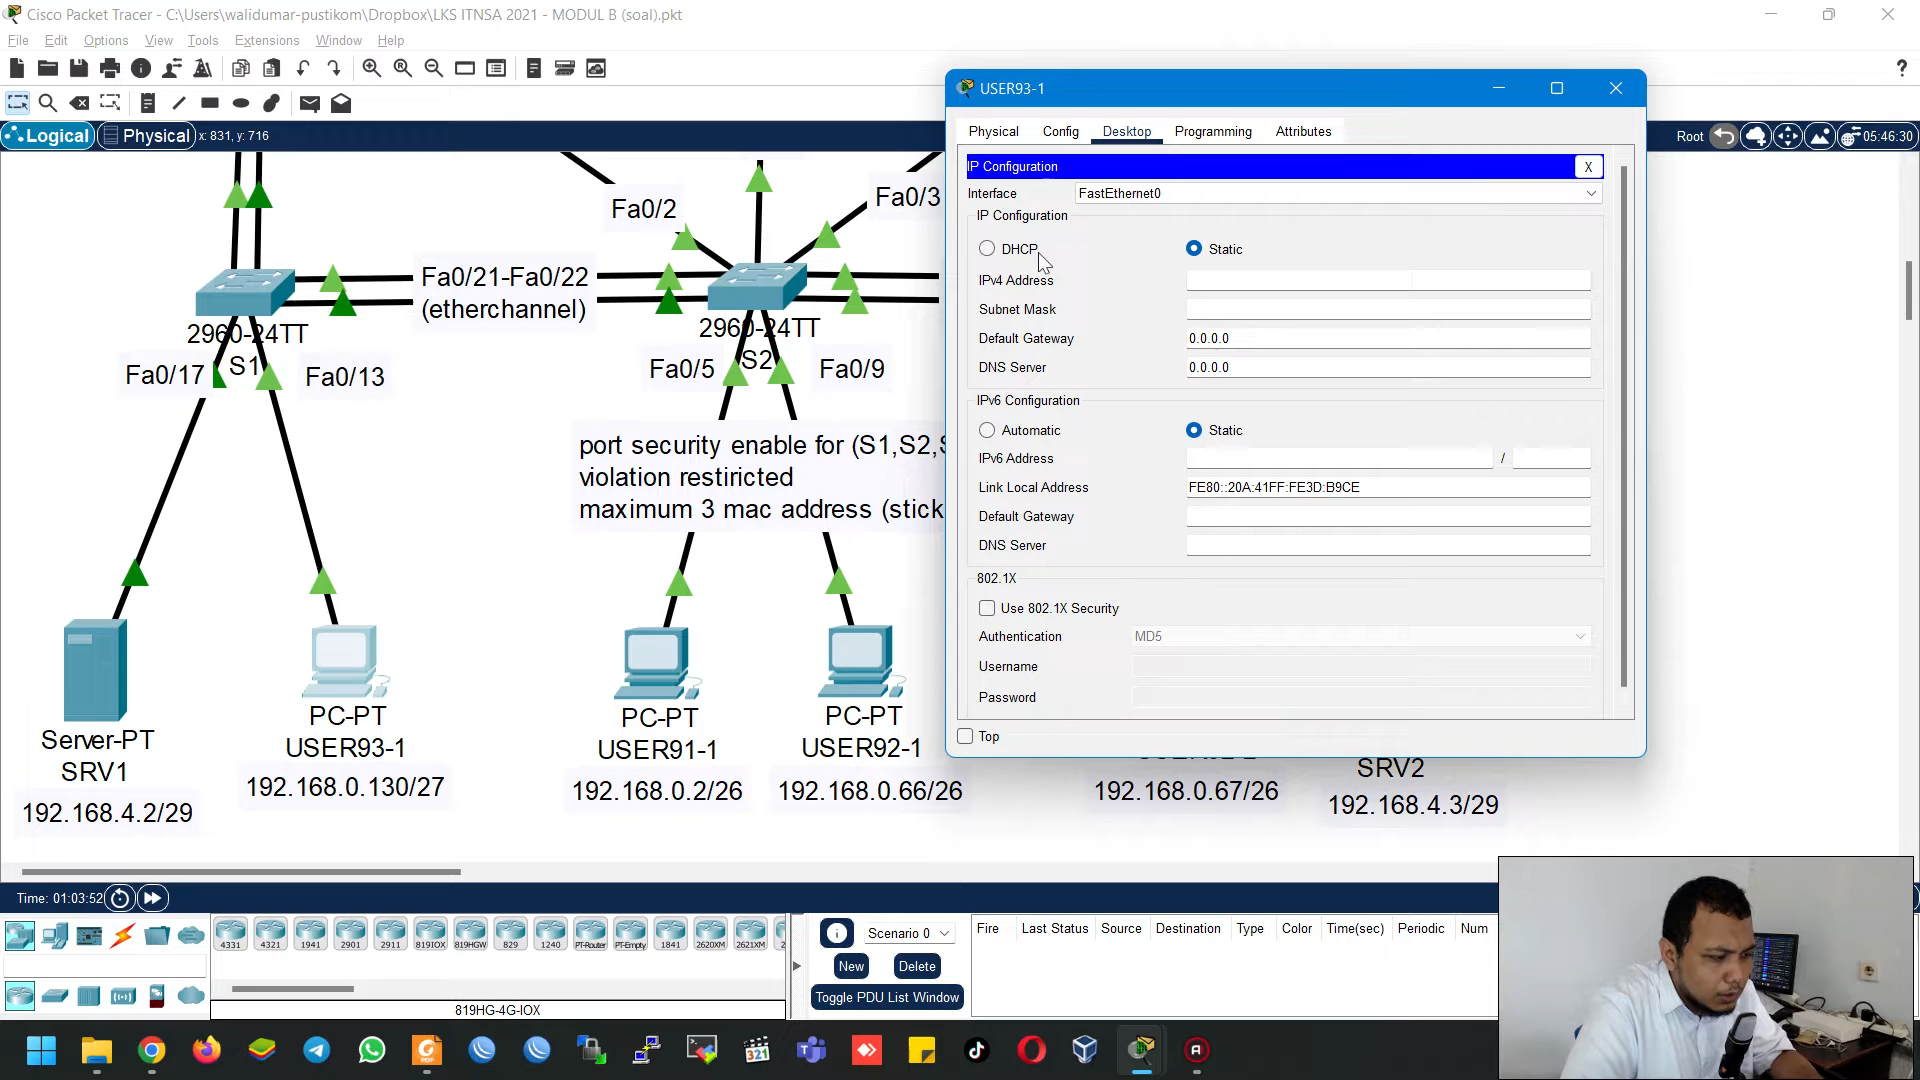 Cisco Packet Tracer - C:\Users\walidumar-pustikom\Dropbox\LKS ITNSA 2021 - MODUL B (soal).pkt
File Edit Options View Tools Extensions Window Help
Logical Physical x: 831, y: 716
Root 05:46:30
Fa0/2
Fa0/3
Fa0/21-Fa0/22
(etherchannel)
2960-24TT
S1
2960-24TT
S2
Fa0/17
Fa0/13
Fa0/5
Fa0/9
port security enable for (S1,S2,S
violation restiricted
maximum 3 mac address (stick
Server-PT
SRV1
192.168.4.2/29
PC-PT
USER93-1
192.168.0.130/27
PC-PT
USER91-1
192.168.0.2/26
PC-PT
USER92-1
192.168.0.66/26
192.168.0.67/26
SRV2
192.168.4.3/29
USER93-1
Physical Config Desktop Programming Attributes
IP Configuration X
Interface FastEthernet0
IP Configuration
DHCP Static
IPv4 Address
Subnet Mask
Default Gateway 0.0.0.0
DNS Server 0.0.0.0
IPv6 Configuration
Automatic Static
IPv6 Address /
Link Local Address FE80::20A:41FF:FE3D:B9CE
Default Gateway
DNS Server
802.1X
Use 802.1X Security
Authentication MD5
Username
Password
Top
Time: 01:03:52
4331 4321 1941 2901 2911 819IOX 819HGW 829 1240 PT-Router PT-Empty 1841 2620XM 2621XM 2
819HG-4G-IOX
Scenario 0
New Delete
Toggle PDU List Window
Fire Last Status Source Destination Type Color Time(sec) Periodic Num
PDF
321